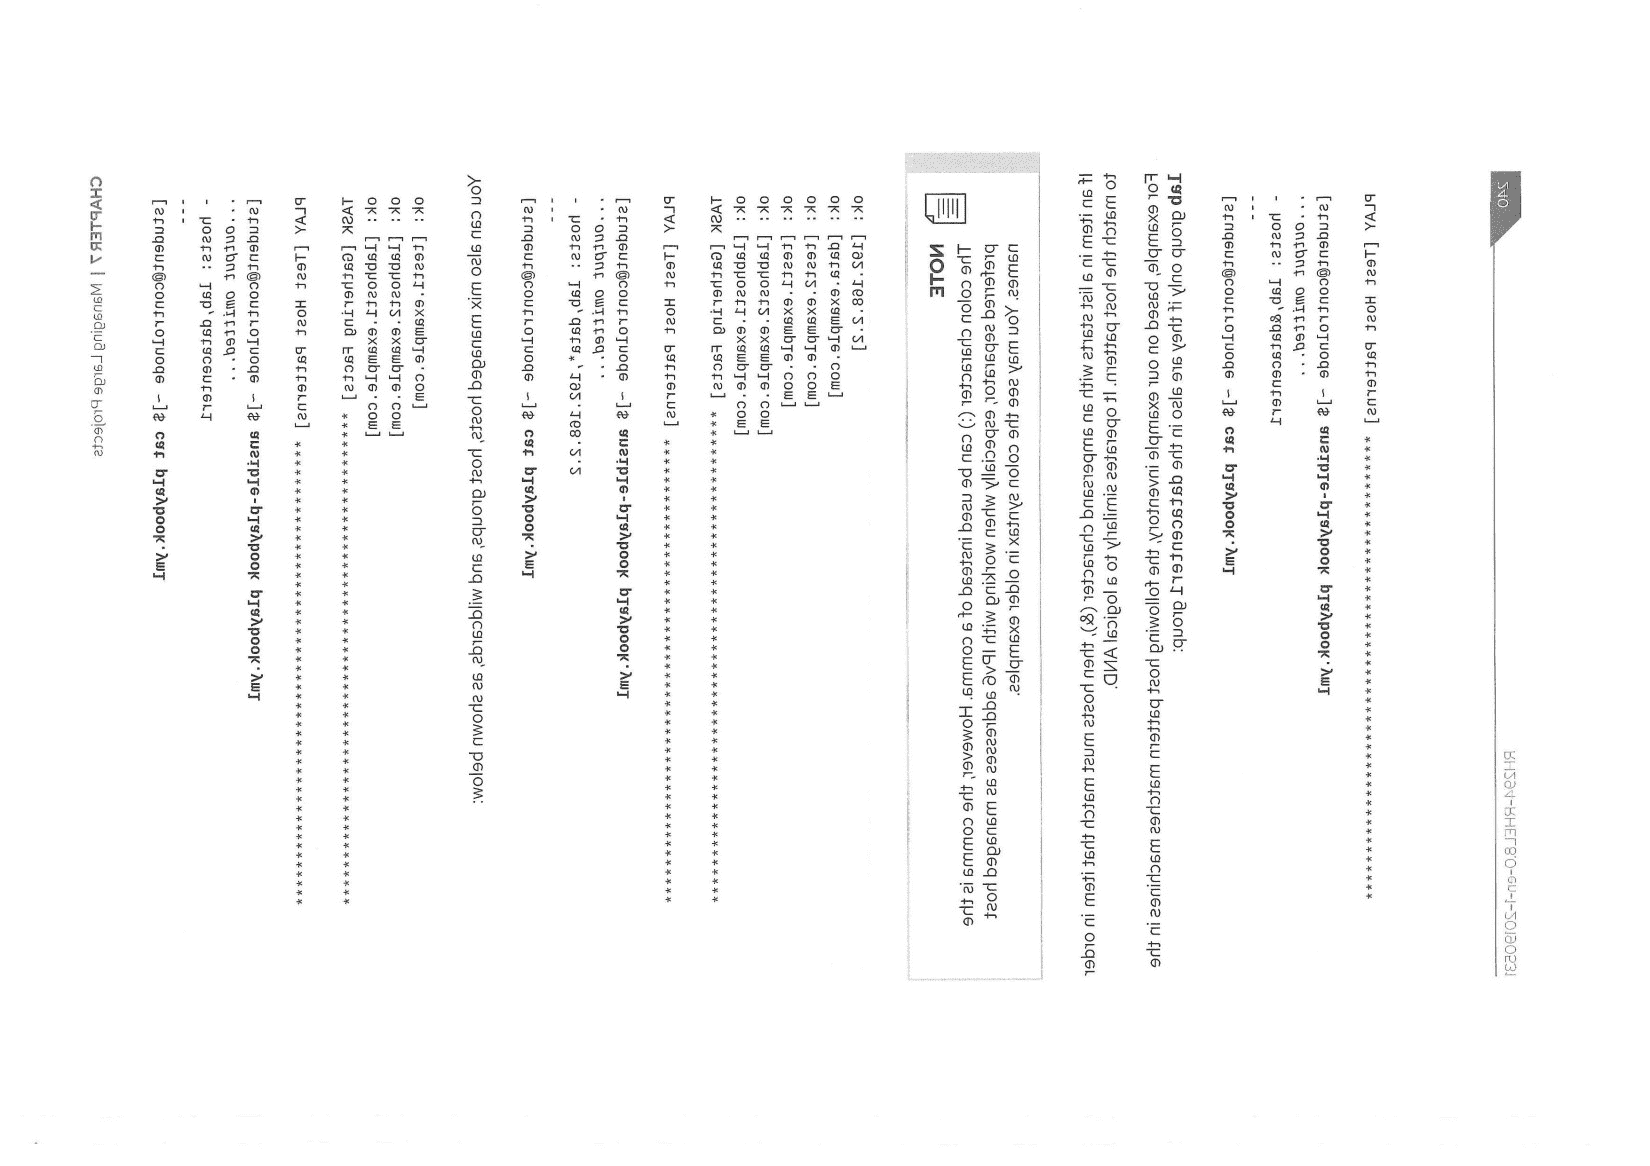 CHAPTER 7 | Managing Large Projects
[student@controlnode ~]$ cat playbook.yml
---
- hosts: lab,datacenter1
...output omitted...
[student@controlnode ~]$ ansible-playbook playbook.yml
PLAY [Test Host Patterns] **************************************************
TASK [Gathering Facts] *****************************************************
ok: [labhost1.example.com]
ok: [labhost2.example.com]
ok: [test1.example.com]
You can also mix managed hosts, host groups, and wildcards, as shown below:
[student@controlnode ~]$ cat playbook.yml
---
- hosts: lab,data*,192.168.2.2
...output omitted...
[student@controlnode ~]$ ansible-playbook playbook.yml
PLAY [Test Host Patterns] **************************************************
TASK [Gathering Facts] *****************************************************
ok: [labhost1.example.com]
ok: [labhost2.example.com]
ok: [test1.example.com]
ok: [test2.example.com]
ok: [data.example.com]
ok: [192.168.2.2]
NOTE
The colon character (:) can be used instead of a comma. However, the comma is the
preferred separator, especially when working with IPv6 addresses as managed host
names. You may see the colon syntax in older examples.
If an item in a list starts with an ampersand character (&), then hosts must match that item in order
to match the host pattern. It operates similarly to a logical AND.
For example, based on our example inventory, the following host pattern matches machines in the
lab group only if they are also in the datacenter1 group:
[student@controlnode ~]$ cat playbook.yml
---
- hosts: lab,&datacenter1
...output omitted...
[student@controlnode ~]$ ansible-playbook playbook.yml
PLAY [Test Host Patterns] **************************************************
240
RH294-RHEL8.0-en-1-20190531